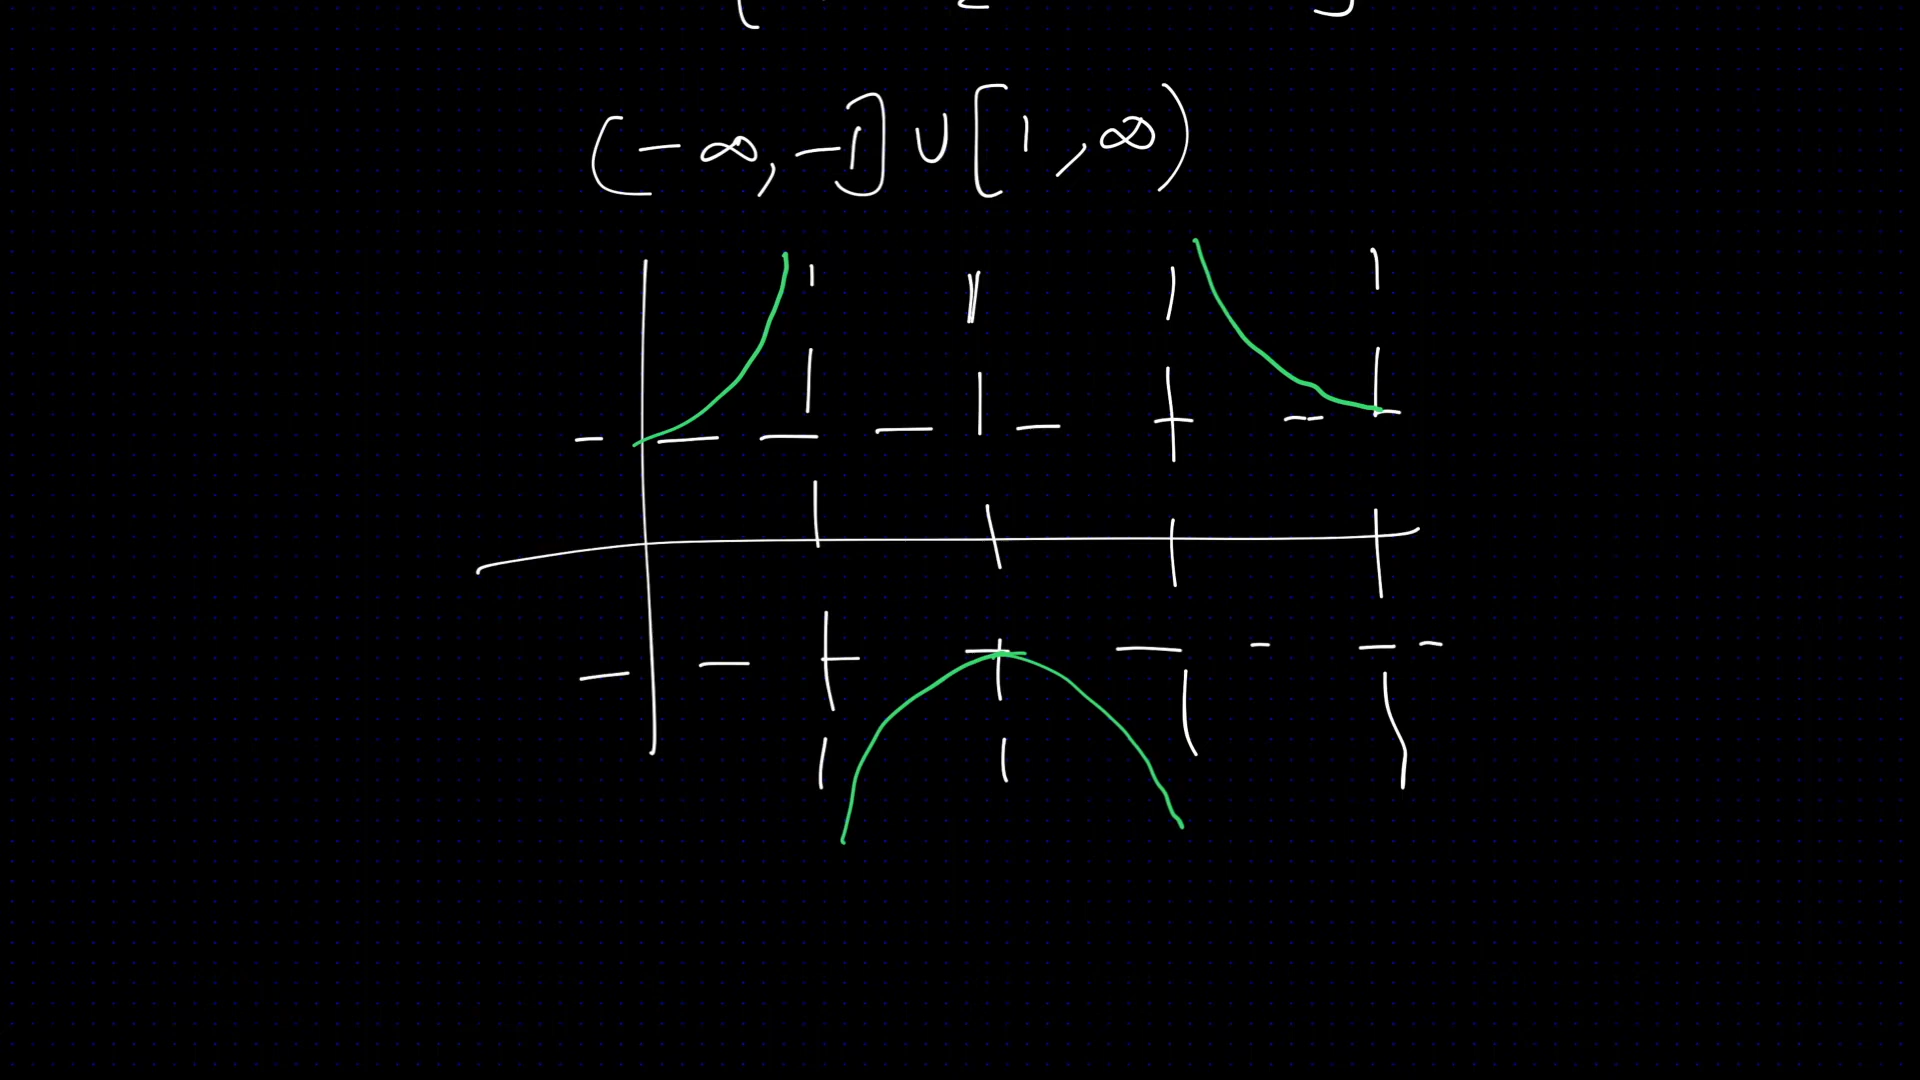 (-∞, -1] ∪ [1, ∞)